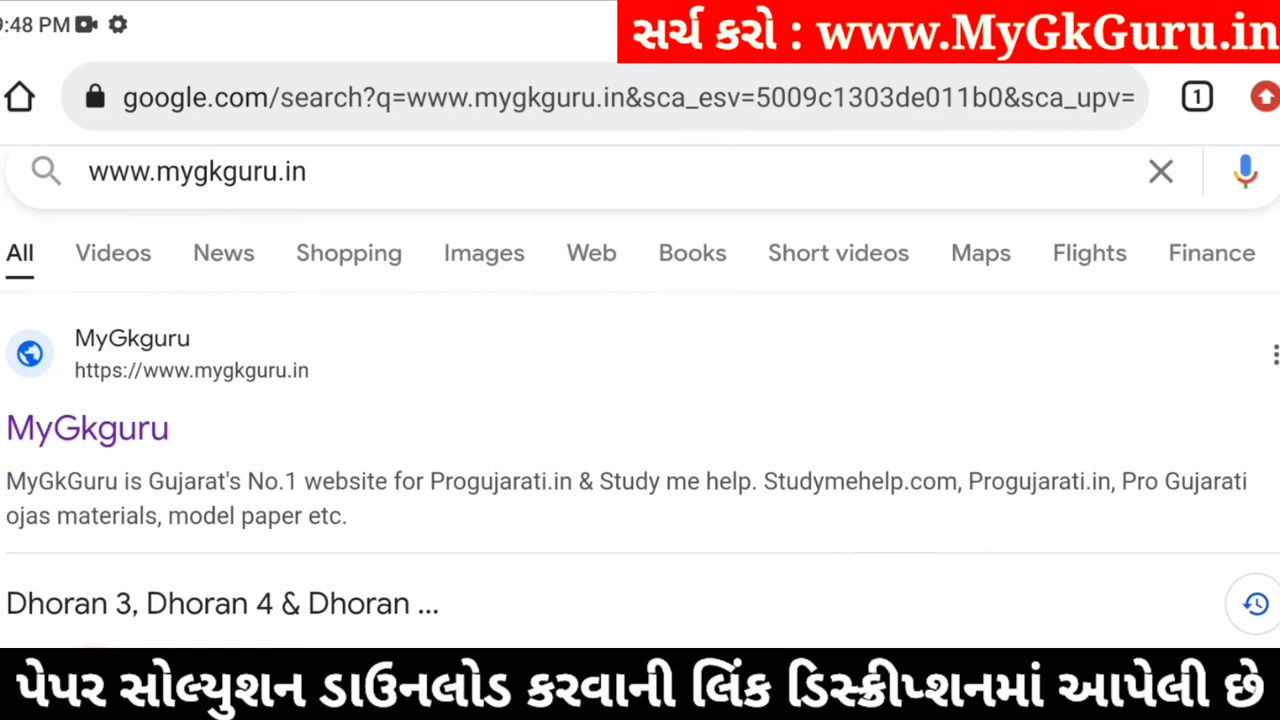 :48 PM
સર્ચ કરો : www.MyGkGuru.in
google.com/search?q=www.mygkguru.in&sca_esv=5009c1303de011b0&sca_upv=
1
www.mygkguru.in
All Videos News Shopping Images Web Books Short videos Maps Flights Finance
MyGkguru
https://www.mygkguru.in
MyGkguru
MyGkGuru is Gujarat's No.1 website for Progujarati.in & Study me help. Studymehelp.com, Progujarati.in, Pro Gujarati
ojas materials, model paper etc.
Dhoran 3, Dhoran 4 & Dhoran ...
પેપર સોલ્યુશન ડાઉનલોડ કરવાની લિંક ડિસ્ક્રીપ્શનમાં આપેલી છે